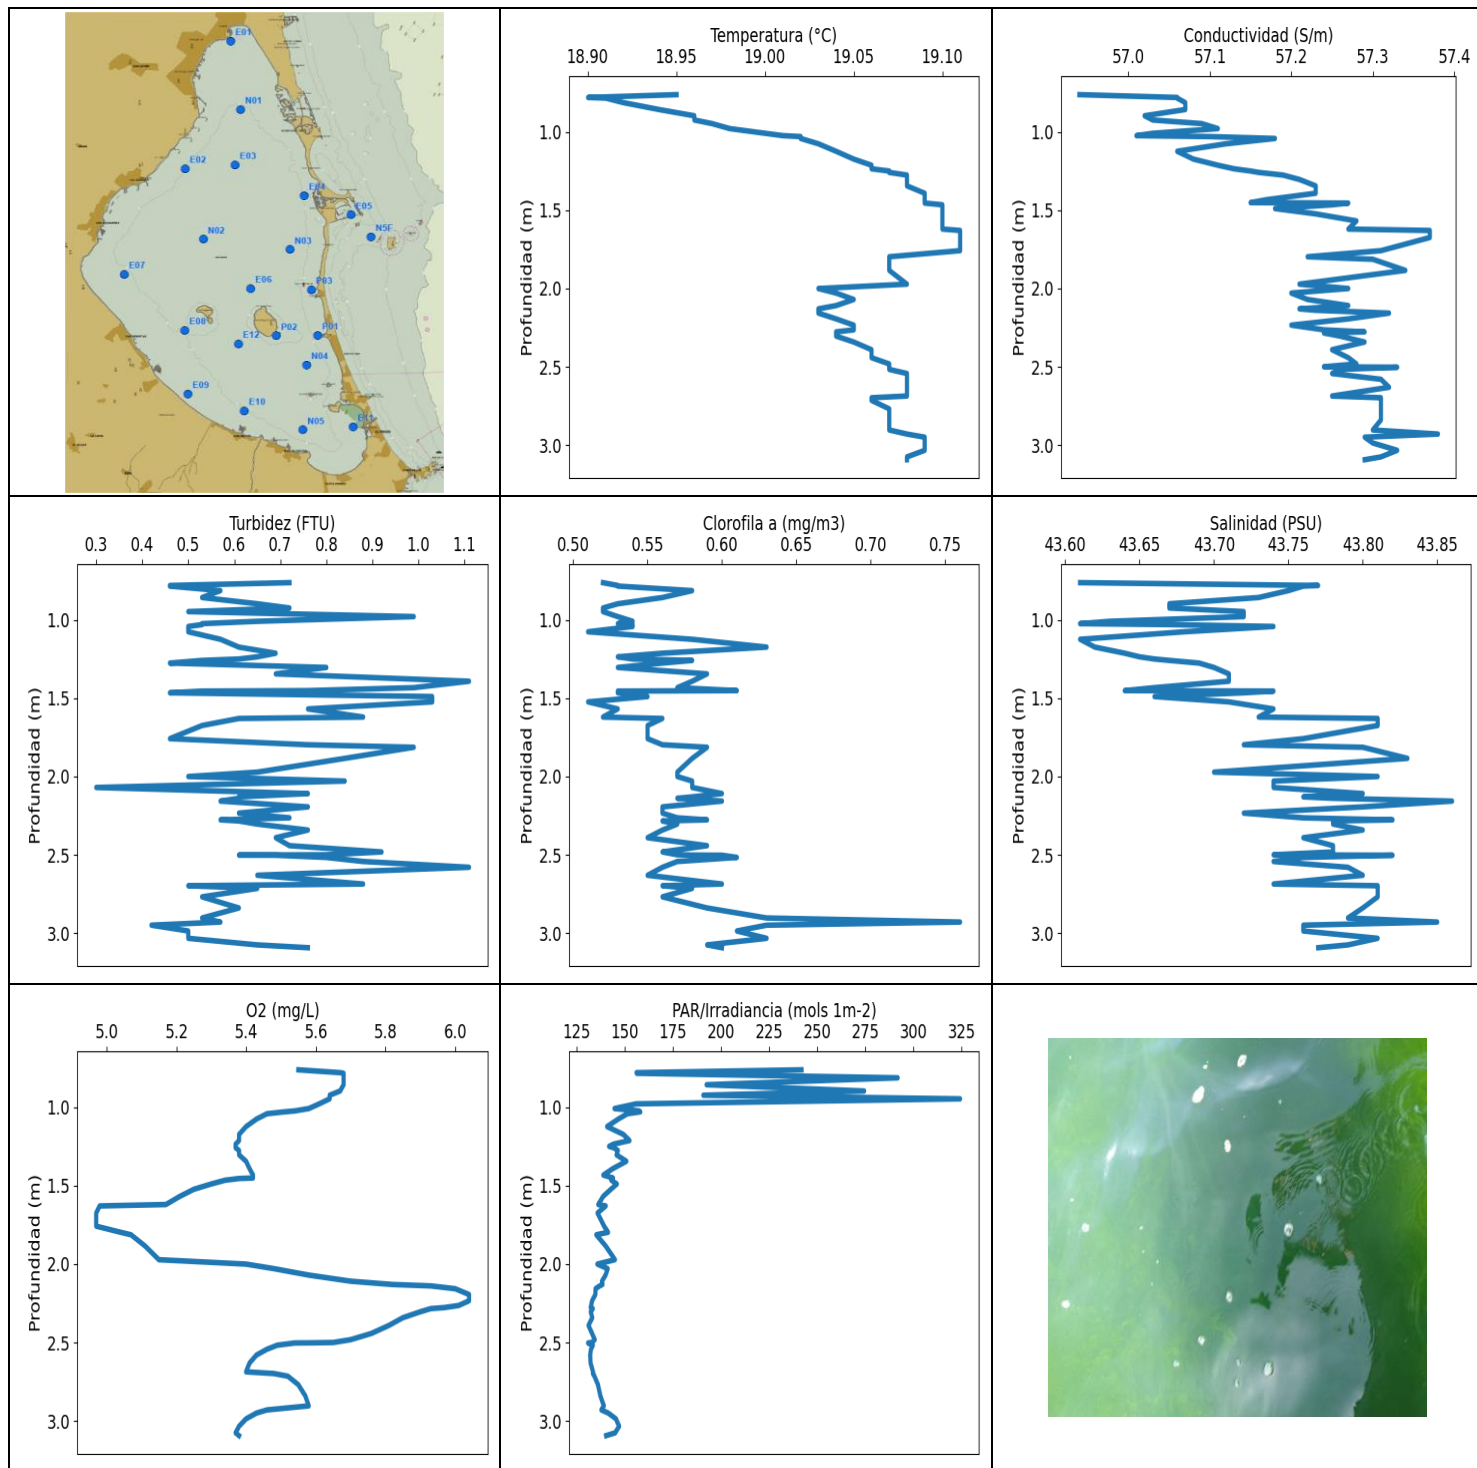 E01
N01
E02
E03
E04
E05
N5F
N02
N03
E07
E06
P03
E08
E12
P02
P01
N04
E09
E10
N05
E11
Temperatura (°C)
18.90 18.95 19.00 19.05 19.10
Profundidad (m)
1.0
1.5
2.0
2.5
3.0
Conductividad (S/m)
57.0 57.1 57.2 57.3 57.4
Profundidad (m)
1.0
1.5
2.0
2.5
3.0
Turbidez (FTU)
0.3 0.4 0.5 0.6 0.7 0.8 0.9 1.0 1.1
Profundidad (m)
1.0
1.5
2.0
2.5
3.0
Clorofila a (mg/m3)
0.50 0.55 0.60 0.65 0.70 0.75
Profundidad (m)
1.0
1.5
2.0
2.5
3.0
Salinidad (PSU)
43.60 43.65 43.70 43.75 43.80 43.85
Profundidad (m)
1.0
1.5
2.0
2.5
3.0
O2 (mg/L)
5.0 5.2 5.4 5.6 5.8 6.0
Profundidad (m)
1.0
1.5
2.0
2.5
3.0
PAR/Irradiancia (mols 1m-2)
125 150 175 200 225 250 275 300 325
Profundidad (m)
1.0
1.5
2.0
2.5
3.0